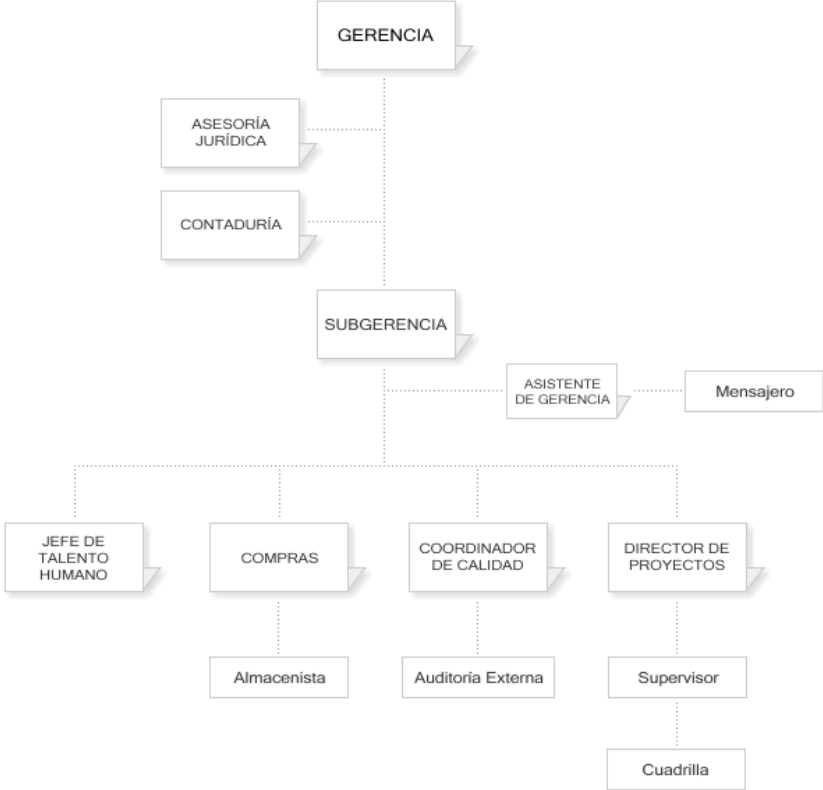 GERENCIA
ASESORÍA
JURÍDICA
CONTADURÍA
SUBGERENCIA
ASISTENTE
DE GERENCIA
Mensajero
JEFE DE
TALENTO
HUMANO
COMPRAS
COORDINADOR
DE CALIDAD
DIRECTOR DE
PROYECTOS
Almacenista
Auditoría Externa
Supervisor
Cuadrilla